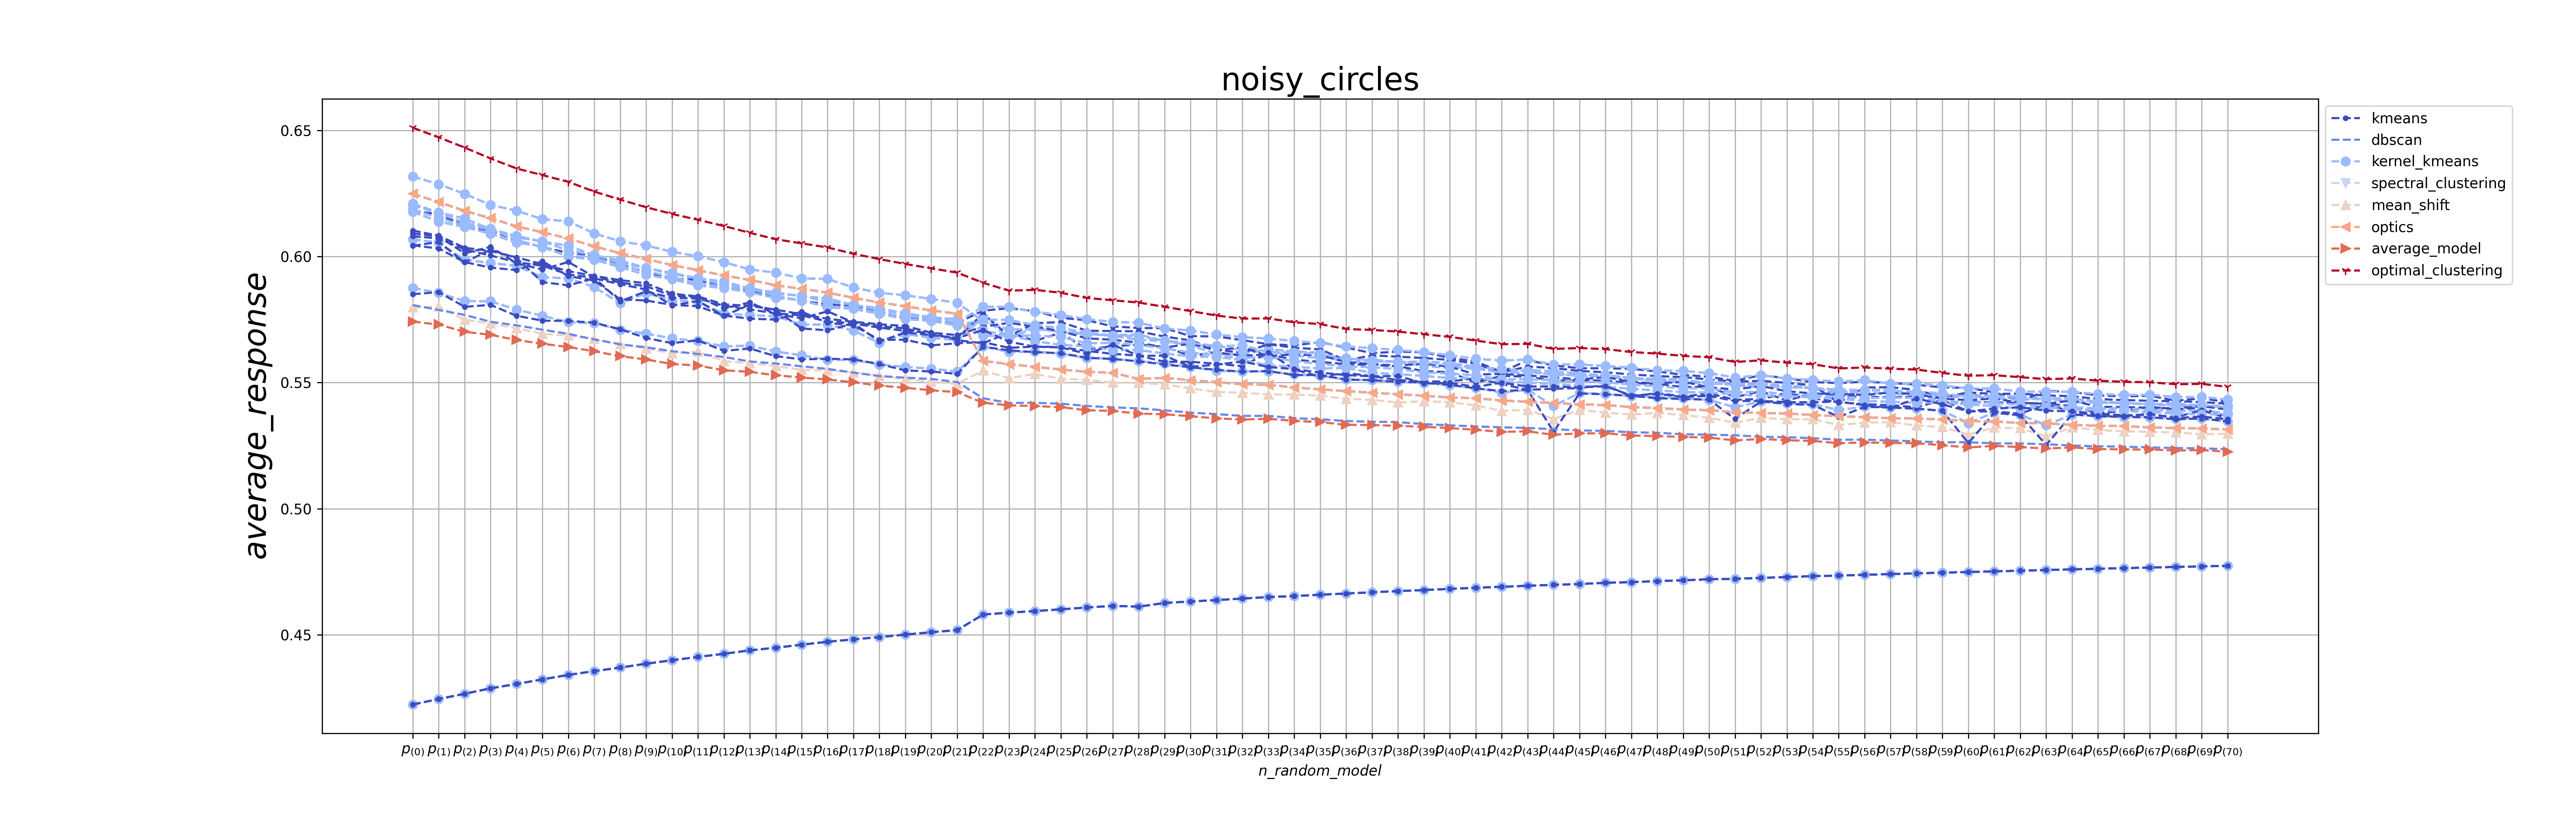 noisy_circles
average_response
0.65
0.60
0.55
0.50
0.45
kmeans
dbscan
kernel_kmeans
spectral_clustering
mean_shift
optics
average_model
optimal_clustering
p(0) p(1) p(2) p(3) p(4) p(5) p(6) p(7) p(8) p(9) p(10) p(11) p(12) p(13) p(14) p(15) p(16) p(17) p(18) p(19) p(20) p(21) p(22) p(23) p(24) p(25) p(26) p(27) p(28) p(29) p(30) p(31) p(32) p(33) p(34) p(35) p(36) p(37) p(38) p(39) p(40) p(41) p(42) p(43) p(44) p(45) p(46) p(47) p(48) p(49) p(50) p(51) p(52) p(53) p(54) p(55) p(56) p(57) p(58) p(59) p(60) p(61) p(62) p(63) p(64) p(65) p(66) p(67) p(68) p(69) p(70)
n_random_model